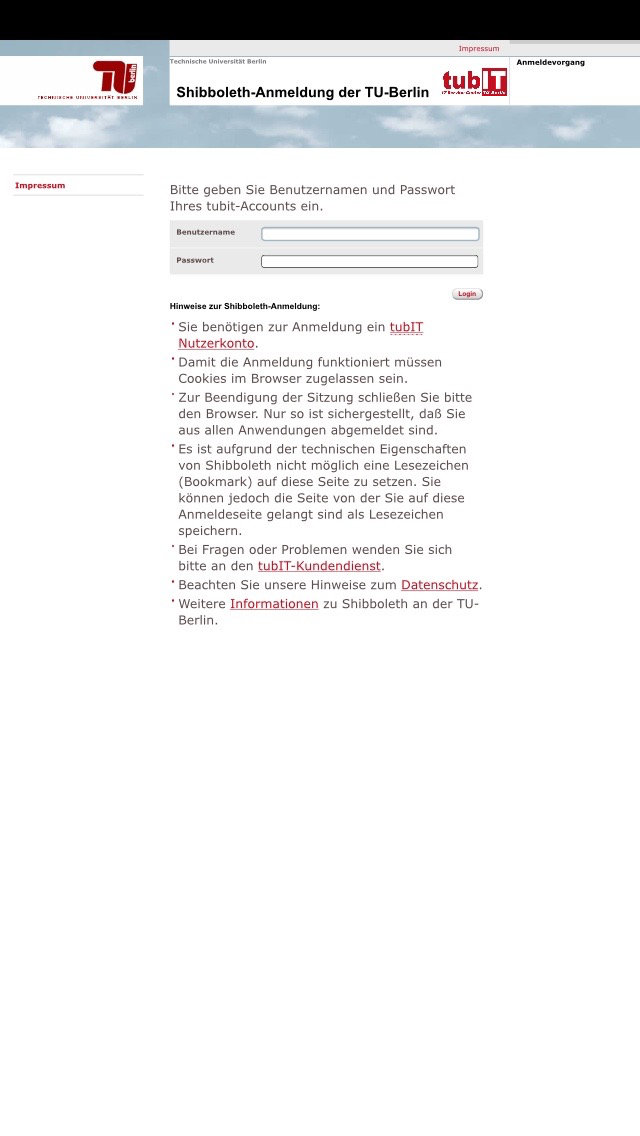 Impressum
Anmeldevorgang
Technische Universität Berlin
TU berlin
TECHNISCHE UNIVERSITÄT BERLIN
Shibboleth-Anmeldung der TU-Berlin
tubIT
IT Service Center TU Berlin
Impressum
Bitte geben Sie Benutzernamen und Passwort
Ihres tubit-Accounts ein.
Benutzername
Passwort
Login
Hinweise zur Shibboleth-Anmeldung:
Sie benötigen zur Anmeldung ein tubIT
Nutzerkonto.
Damit die Anmeldung funktioniert müssen
Cookies im Browser zugelassen sein.
Zur Beendigung der Sitzung schließen Sie bitte
den Browser. Nur so ist sichergestellt, daß Sie
aus allen Anwendungen abgemeldet sind.
Es ist aufgrund der technischen Eigenschaften
von Shibboleth nicht möglich eine Lesezeichen
(Bookmark) auf diese Seite zu setzen. Sie
können jedoch die Seite von der Sie auf diese
Anmeldeseite gelangt sind als Lesezeichen
speichern.
Bei Fragen oder Problemen wenden Sie sich
bitte an den tubIT-Kundendienst.
Beachten Sie unsere Hinweise zum Datenschutz.
Weitere Informationen zu Shibboleth an der TU-
Berlin.